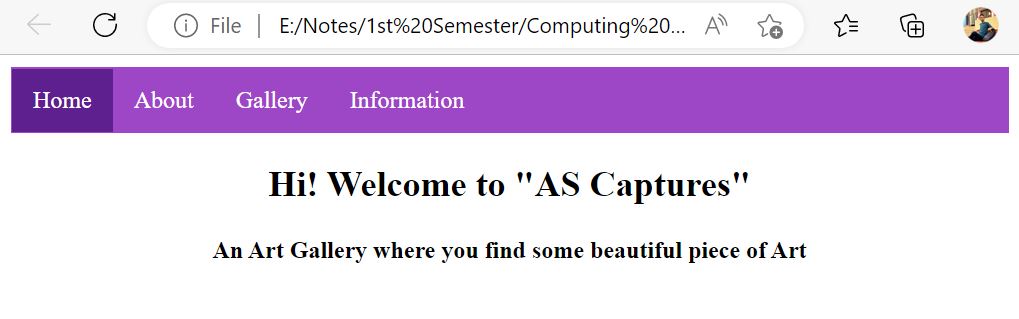 File | E:/Notes/1st%20Semester/Computing%20...
Home About Gallery Information
Hi! Welcome to "AS Captures"
An Art Gallery where you find some beautiful piece of Art